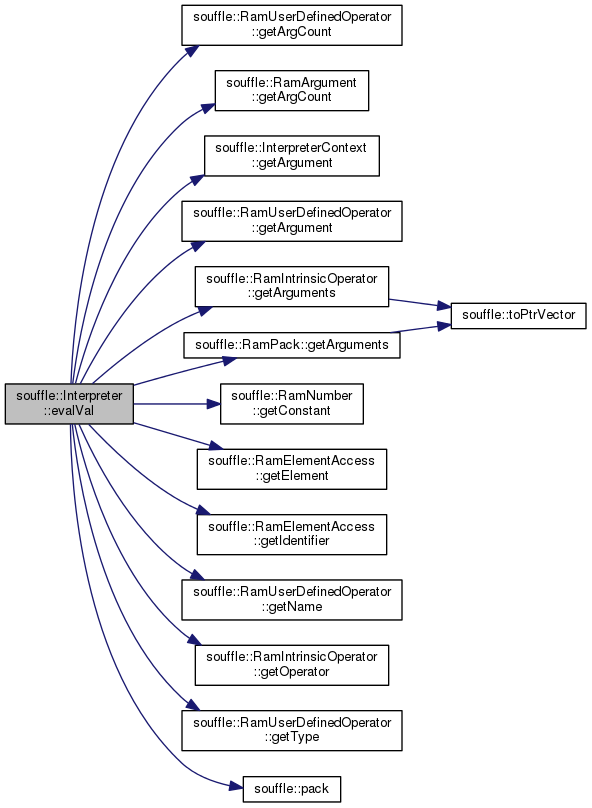 souffle::RamUserDefinedOperator
::getArgCount
souffle::RamArgument
::getArgCount
souffle::InterpreterContext
::getArgument
souffle::RamUserDefinedOperator
::getArgument
souffle::RamIntrinsicOperator
::getArguments
souffle::toPtrVector
souffle::RamPack::getArguments
souffle::Interpreter
::evalVal
souffle::RamNumber
::getConstant
souffle::RamElementAccess
::getElement
souffle::RamElementAccess
::getIdentifier
souffle::RamUserDefinedOperator
::getName
souffle::RamIntrinsicOperator
::getOperator
souffle::RamUserDefinedOperator
::getType
souffle::pack